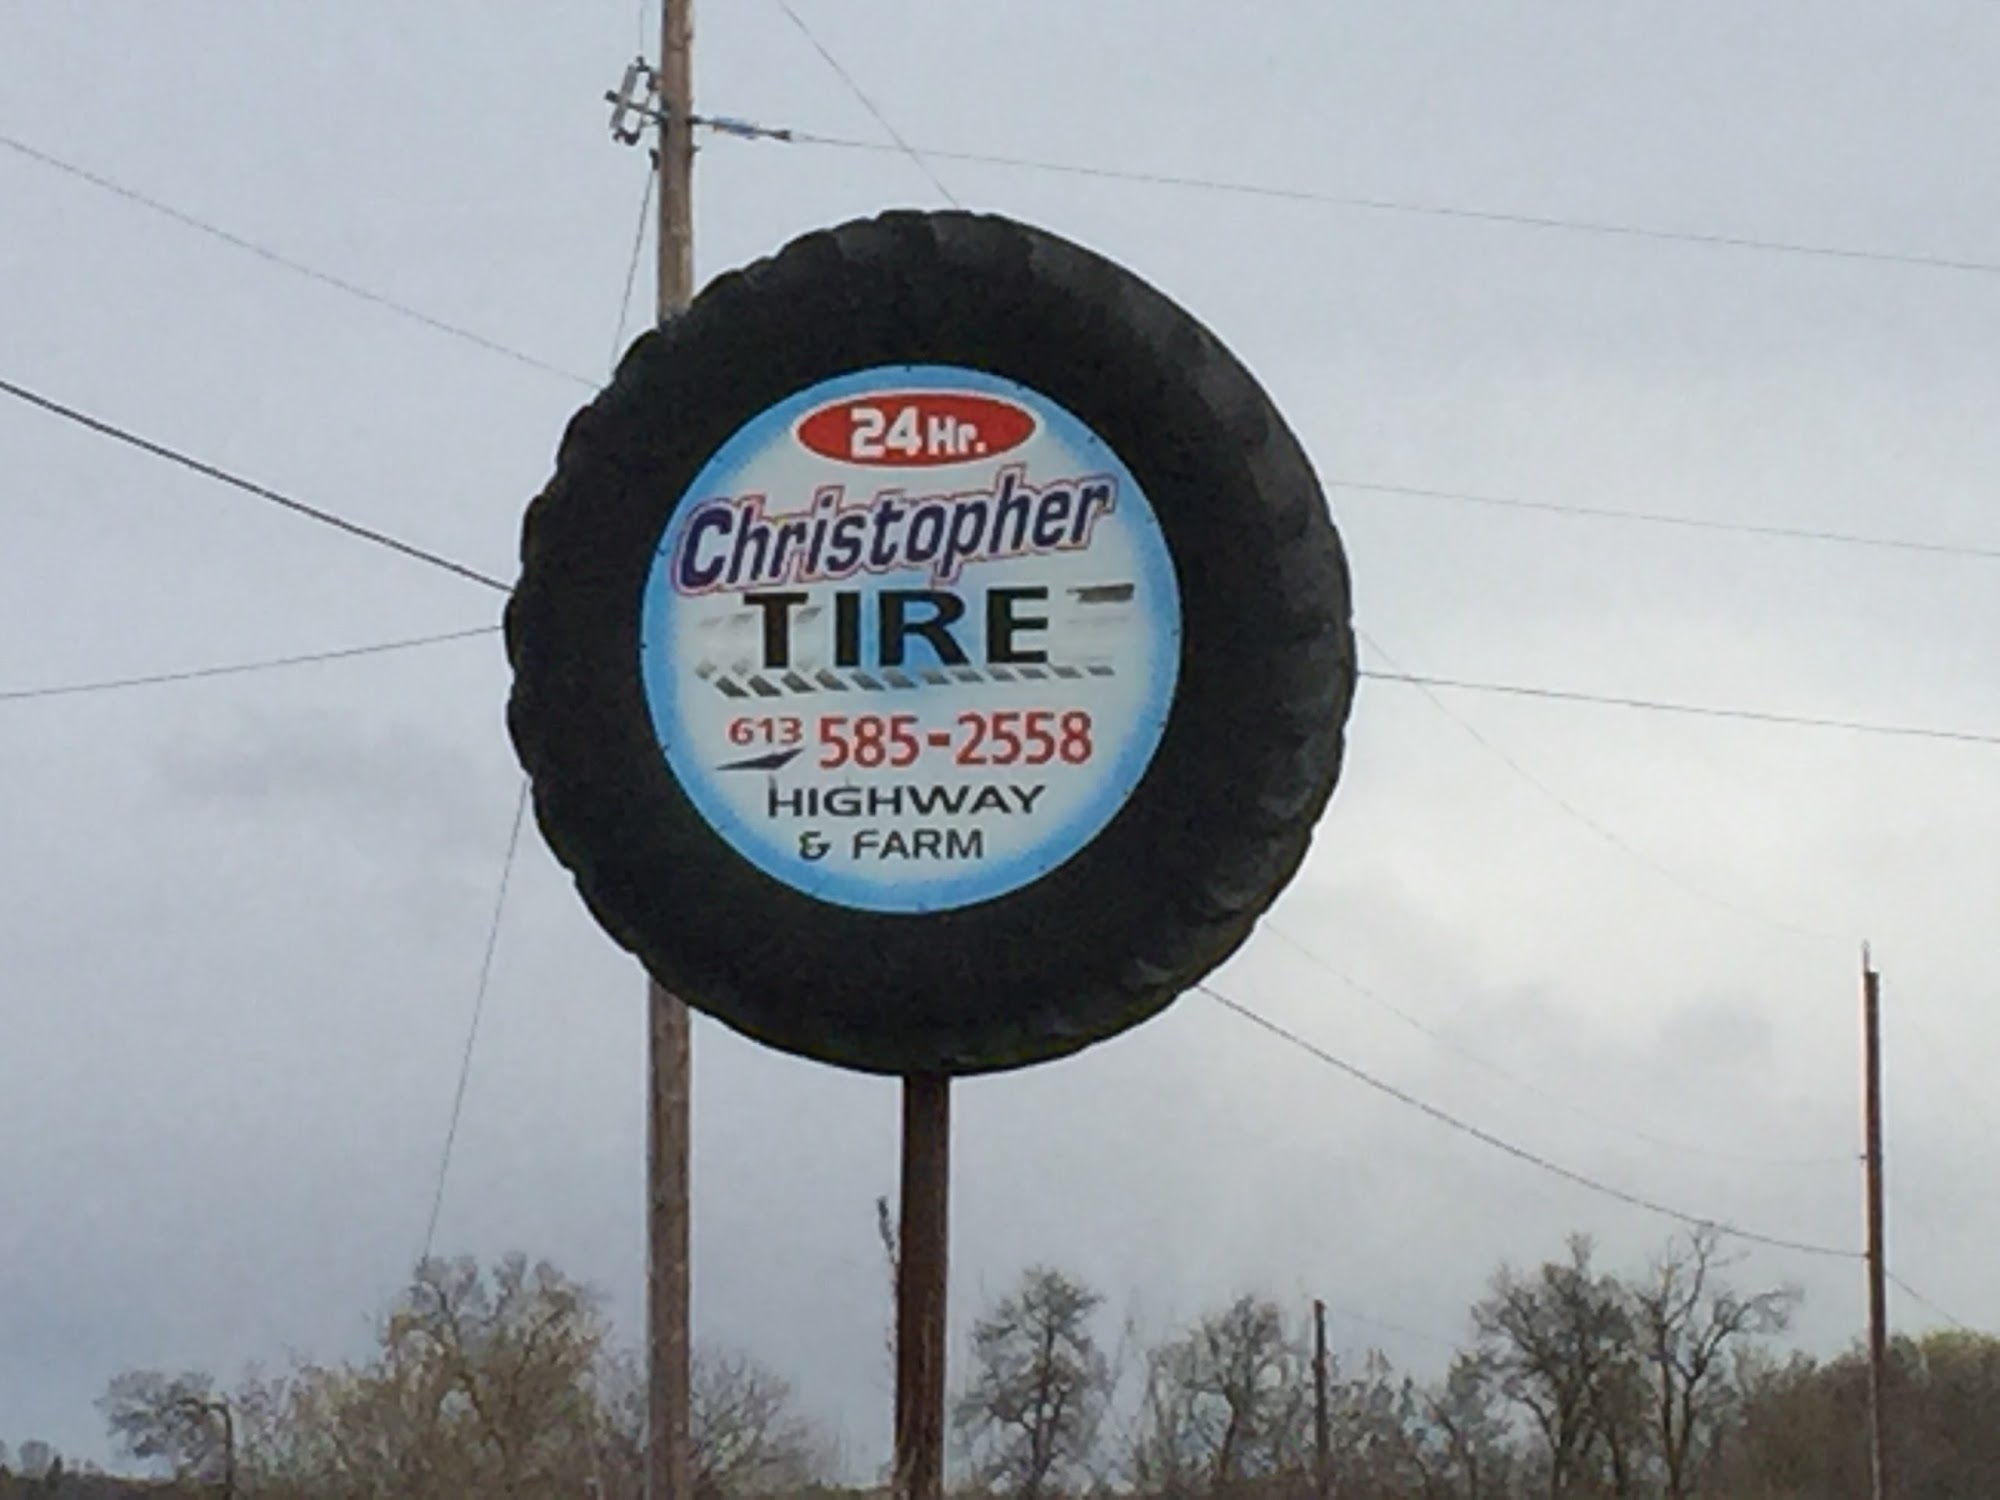 24Hr.
Christopher
TIRE
613 585-2558
HIGHWAY
& FARM